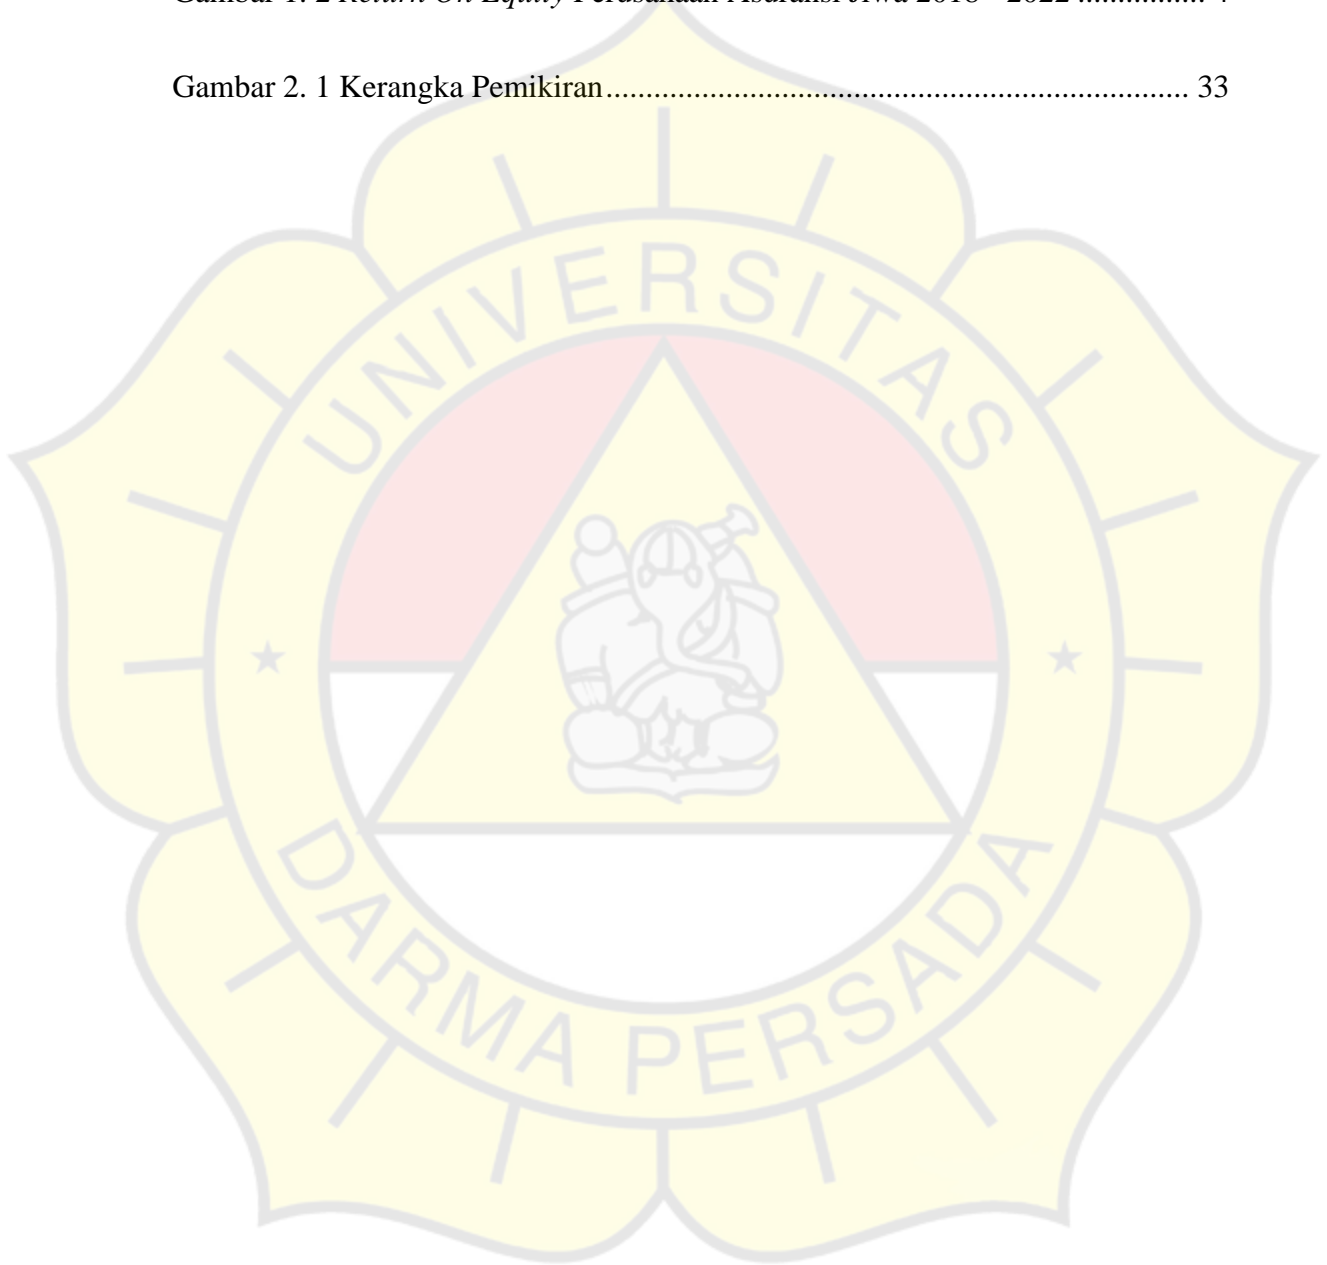 Gambar 1. 2 Return On Equity Perusahaan Asuransi Jiwa 2018 - 2022 ................ 4
Gambar 2. 1 Kerangka Pemikiran......................................................................... 33
UNIVERSITAS
DARMA PERSADA